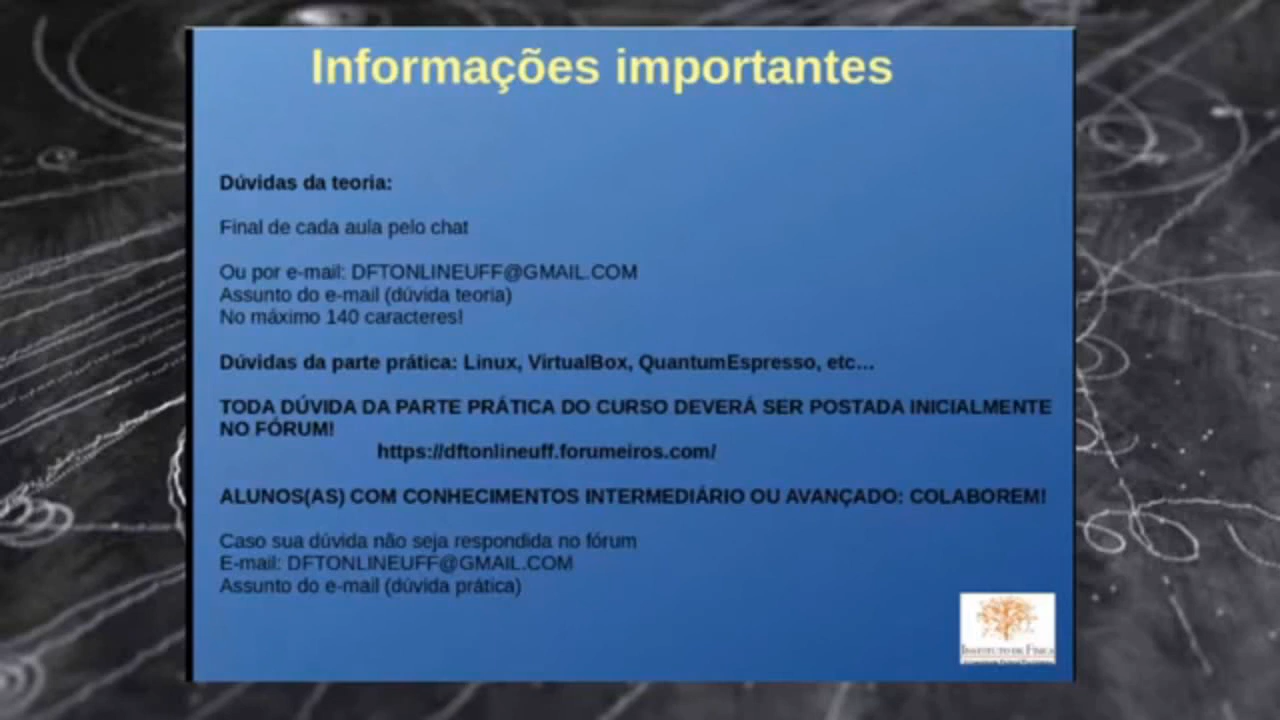 Informações importantes
Dúvidas da teoria:
Final de cada aula pelo chat
Ou por e-mail: DFTONLINEUFF@GMAIL.COM
Assunto do e-mail (dúvida teoria)
No máximo 140 caracteres!
Dúvidas da parte prática: Linux, VirtualBox, QuantumEspresso, etc...
TODA DÚVIDA DA PARTE PRÁTICA DO CURSO DEVERÁ SER POSTADA INICIALMENTE
NO FÓRUM!
https://dftonlineuff.forumeiros.com/
ALUNOS(AS) COM CONHECIMENTOS INTERMEDIÁRIO OU AVANÇADO: COLABOREM!
Caso sua dúvida não seja respondida no fórum
E-mail: DFTONLINEUFF@GMAIL.COM
Assunto do e-mail (dúvida prática)
INSTITUTO DE FÍSICA